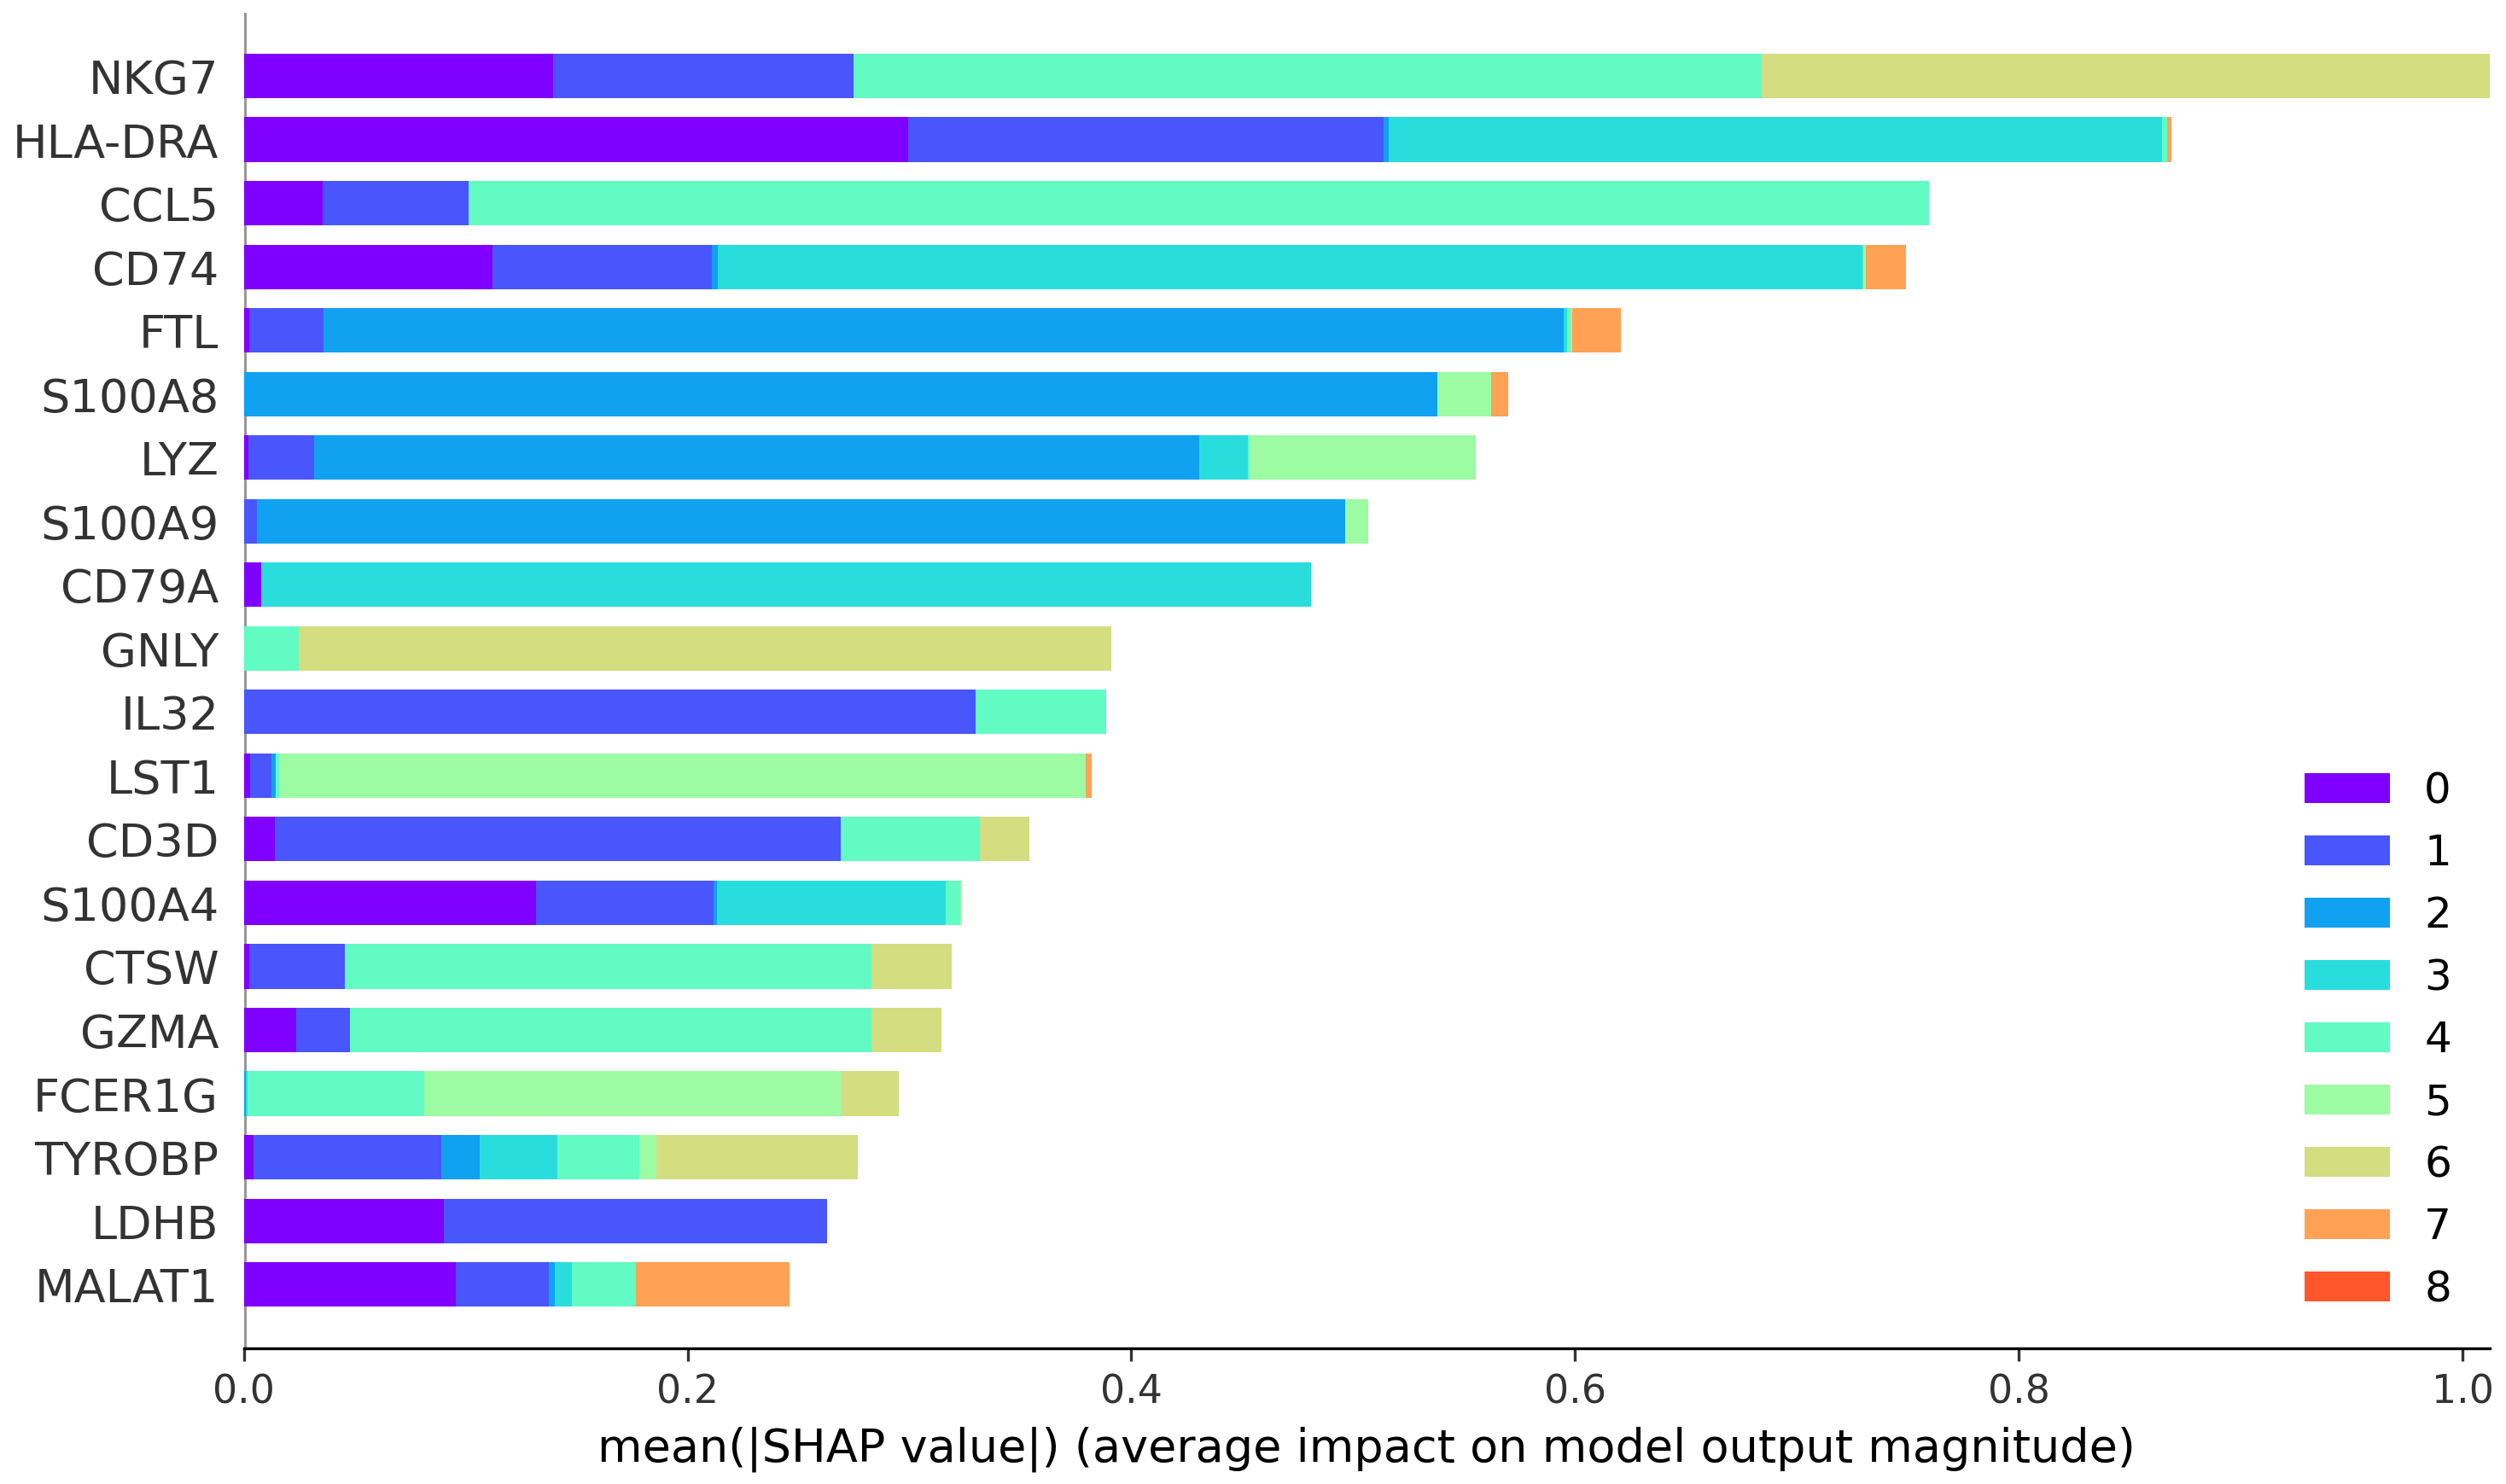 NKG7
HLA-DRA
CCL5
CD74
FTL
S100A8
LYZ
S100A9
CD79A
GNLY
IL32
LST1
CD3D
S100A4
CTSW
GZMA
FCER1G
TYROBP
LDHB
MALAT1
0
1
2
3
4
5
6
7
8
0.0 0.2 0.4 0.6 0.8 1.0
mean(|SHAP value|) (average impact on model output magnitude)